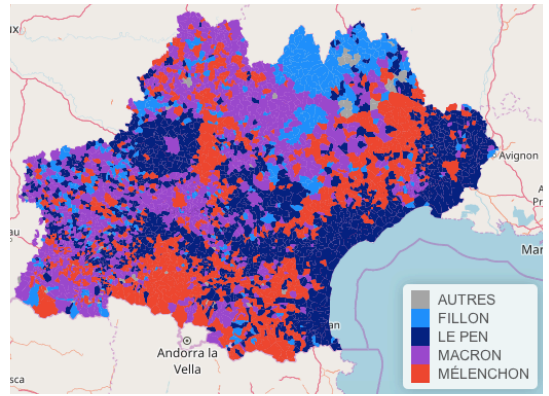 Avignon
Andorra la
Vella
AUTRES
FILLON
LE PEN
MACRON
MÉLENCHON